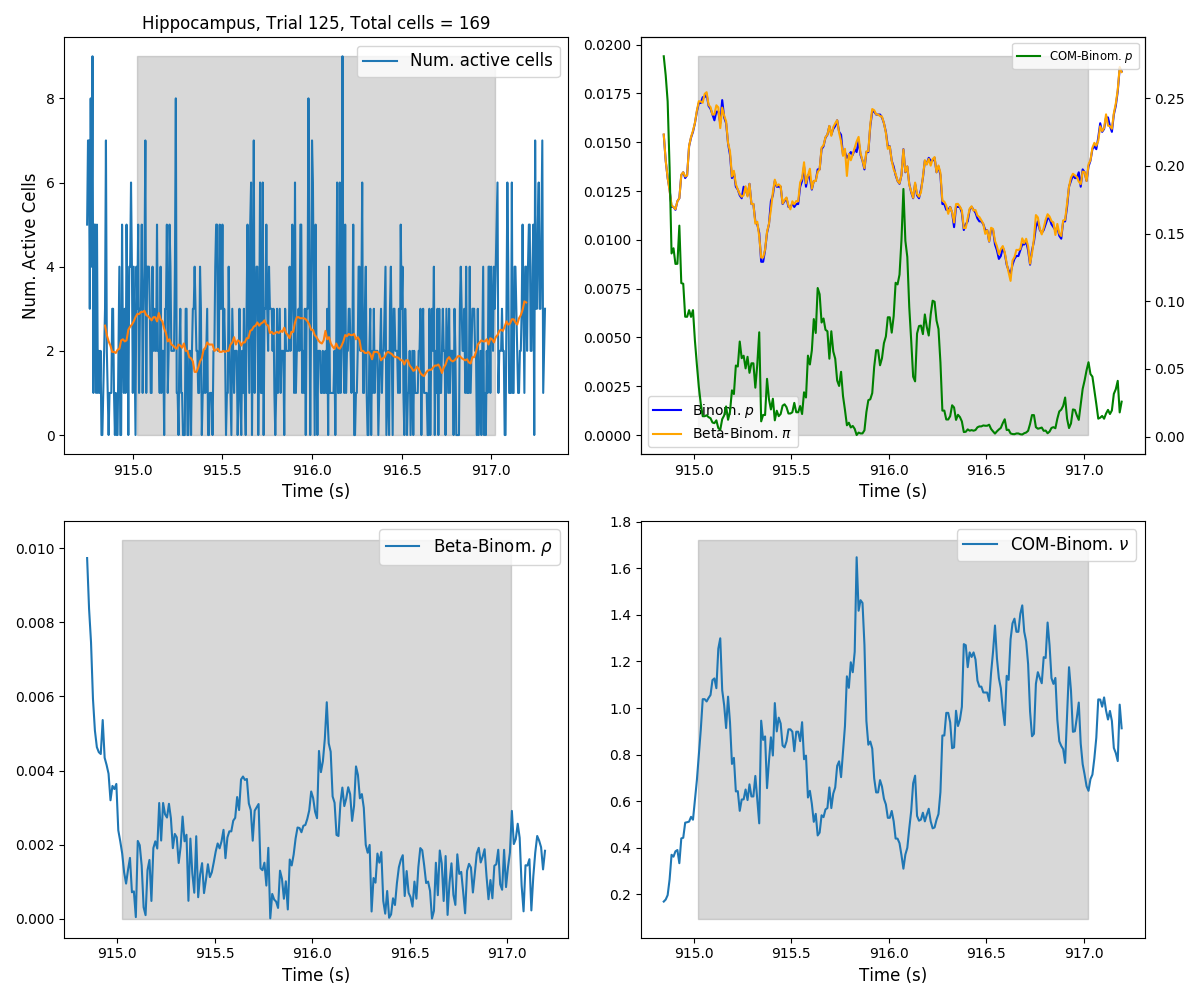 Hippocampus, Trial 125, Total cells = 169
Num. active cells
Num. Active Cells
8
6
4
2
0
915.0 915.5 916.0 916.5 917.0
Time (s)
COM-Binom. p
Binom. p
Beta-Binom. π
0.0200
0.0175
0.0150
0.0125
0.0100
0.0075
0.0050
0.0025
0.0000
0.25
0.20
0.15
0.10
0.05
0.00
915.0 915.5 916.0 916.5 917.0
Time (s)
Beta-Binom. ρ
0.010
0.008
0.006
0.004
0.002
0.000
915.0 915.5 916.0 916.5 917.0
Time (s)
COM-Binom. ν
1.8
1.6
1.4
1.2
1.0
0.8
0.6
0.4
0.2
915.0 915.5 916.0 916.5 917.0
Time (s)